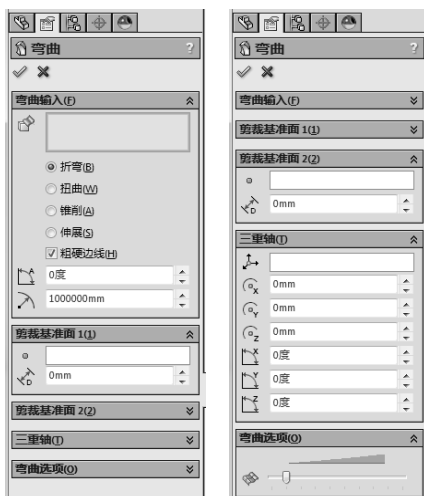 弯曲
?
弯曲输入(F)
折弯(B)
扭曲(W)
锥削(A)
伸展(S)
粗硬边线(H)
A
0度
1000000mm
剪裁基准面 1(1)
D
0mm
剪裁基准面 2(2)
三重轴(T)
弯曲选项(O)
弯曲
?
弯曲输入(F)
剪裁基准面 1(1)
剪裁基准面 2(2)
D
0mm
三重轴(T)
X
0mm
Y
0mm
Z
0mm
X
0度
Y
0度
Z
0度
弯曲选项(O)